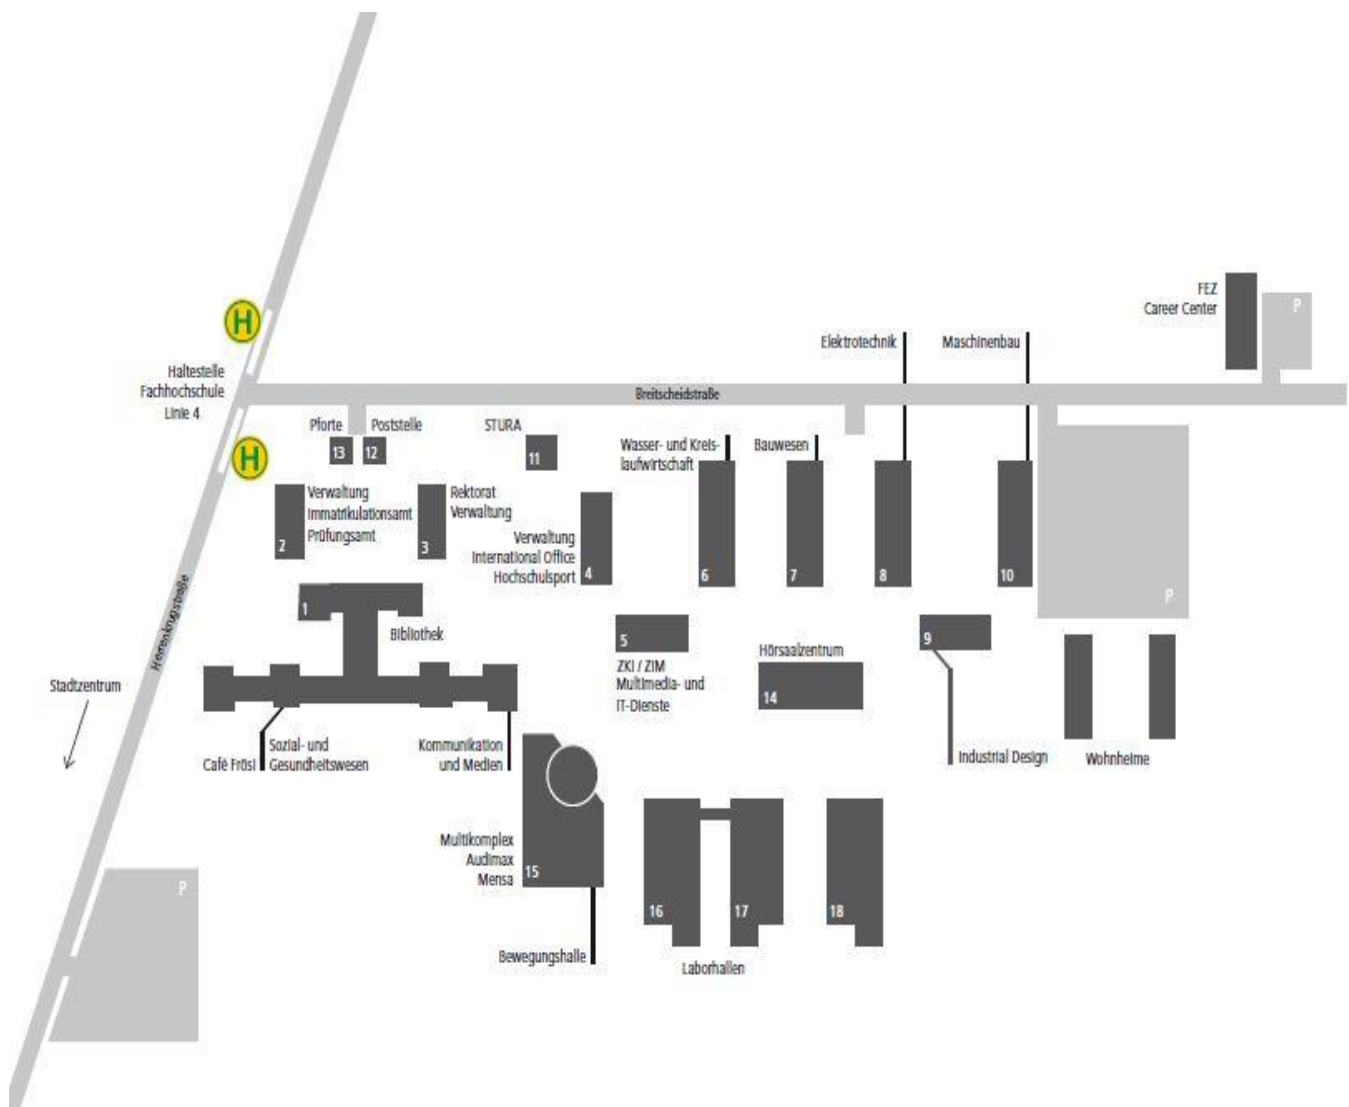 FEZ
Career Center
P
H
Elektrotechnik
Maschinenbau
Haltestelle
Fachhochschule
Linie 4
Breitscheidstraße
H
Pforte
Poststelle
STURA
13
12
11
Wasser- und Kreis-
laufwirtschaft
Bauwesen
Verwaltung
Immatrikulationsamt
Prüfungsamt
2
Rektorat
Verwaltung
3
Verwaltung
International Office
Hochschulsport
4
6
7
8
10
P
Herrenkrugstraße
1
Bibliothek
5
ZKI / ZIM
Multimedia- und
IT-Dienste
Hörsaalzentrum
14
9
Stadtzentrum
Café Frösi
Sozial- und
Gesundheitswesen
Kommunikation
und Medien
Industrial Design
Wohnheime
Multikomplex
Audimax
Mensa
15
P
16
17
18
Bewegungshalle
Laborhallen